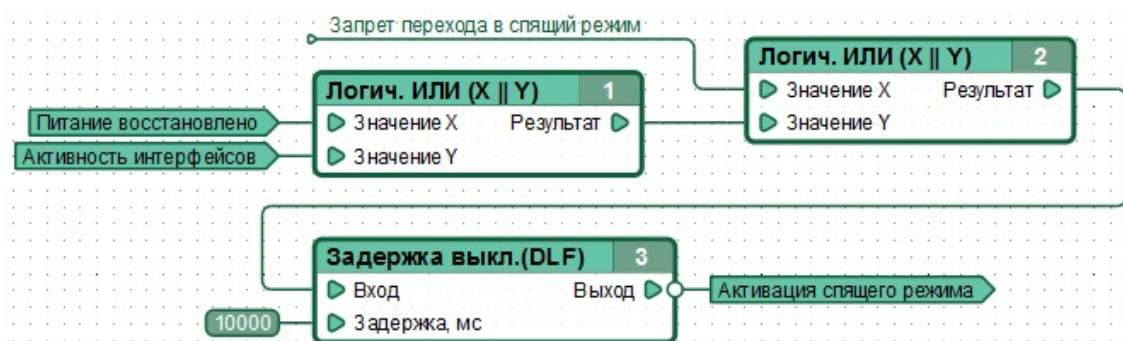 Запрет перехода в спящий режим
Логич. ИЛИ (X || Y) 2
Значение X Результат
Значение Y
Логич. ИЛИ (X || Y) 1
Питание восстановлено
Значение X Результат
Активность интерфейсов
Значение Y
Задержка выкл.(DLF) 3
Вход Выход
Активация спящего режима
10000
Задержка, мс